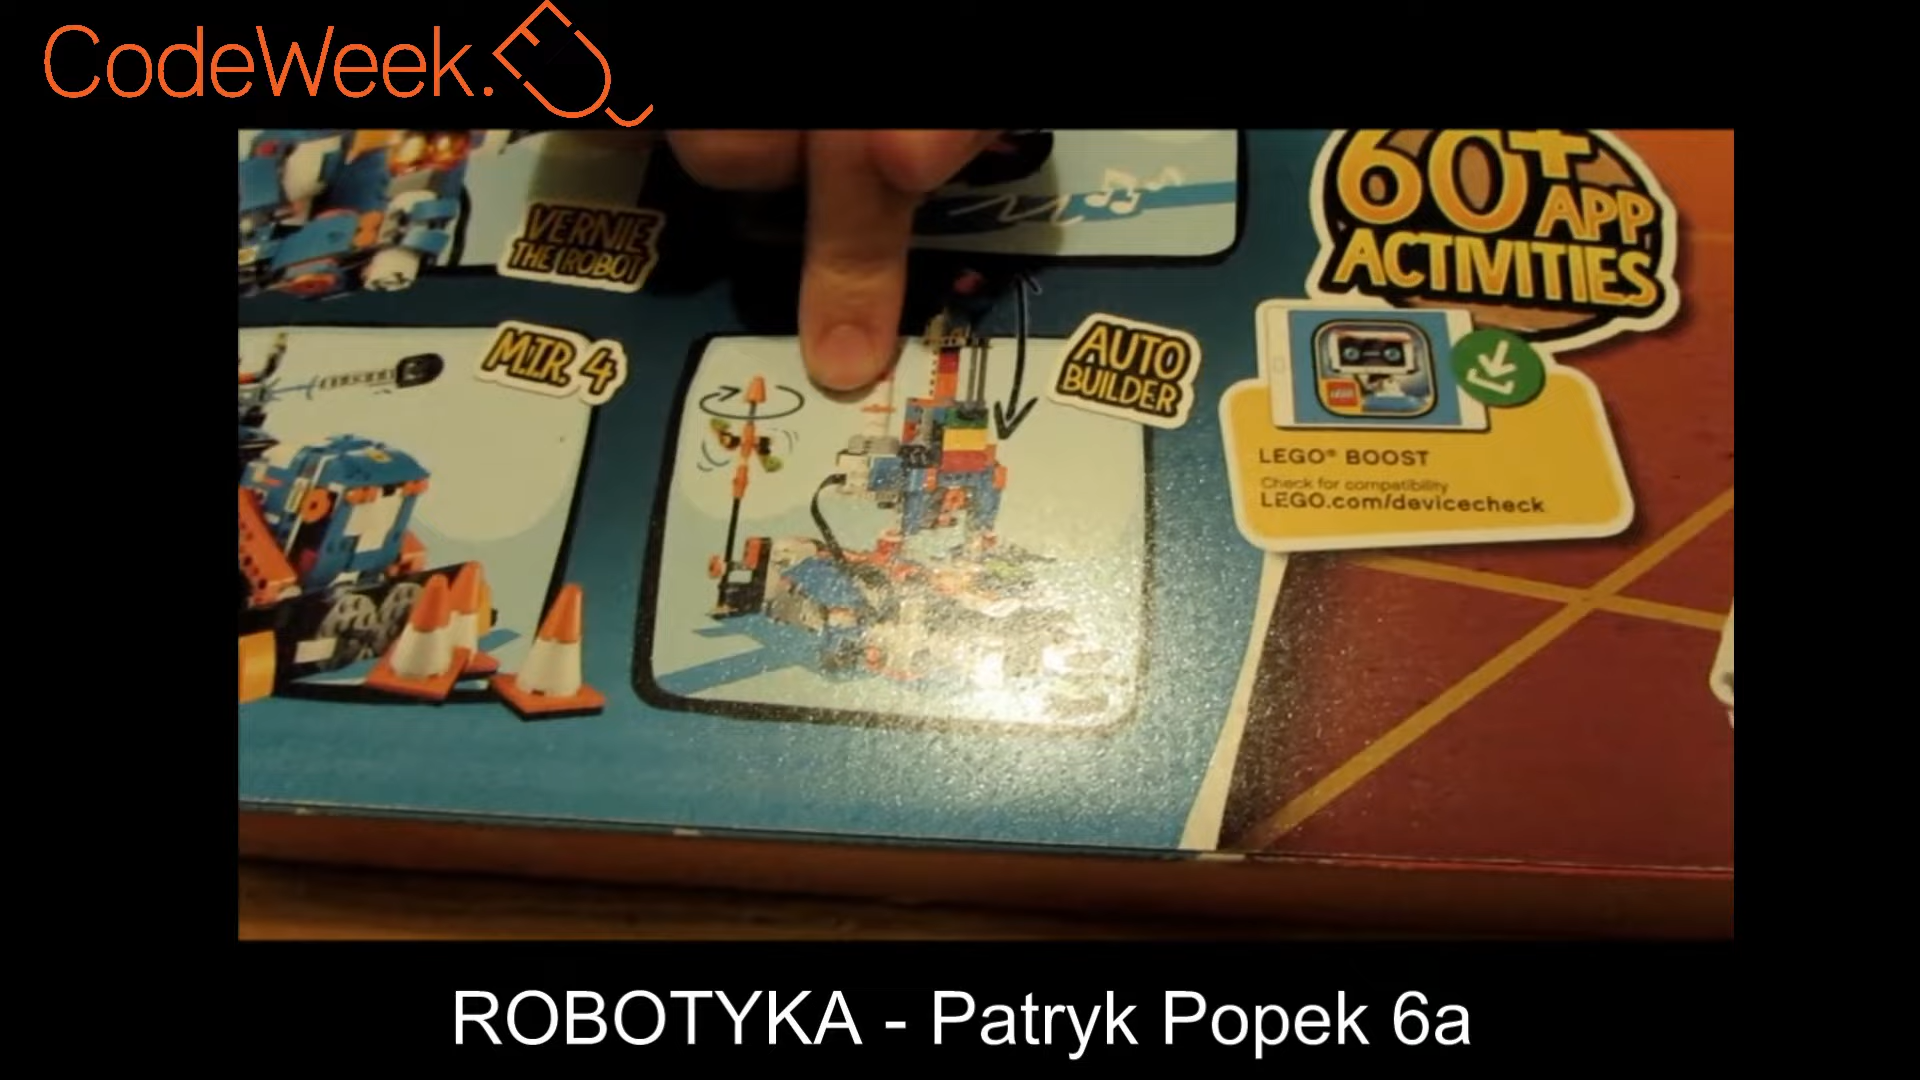 CodeWeek.
60+ APP
ACTIVITIES
VERNIE
THE ROBOT
M.T.R. 4
AUTO
BUILDER
LEGO
LEGO® BOOST
Check for compatibility
LEGO.com/devicecheck
ROBOTYKA - Patryk Popek 6a